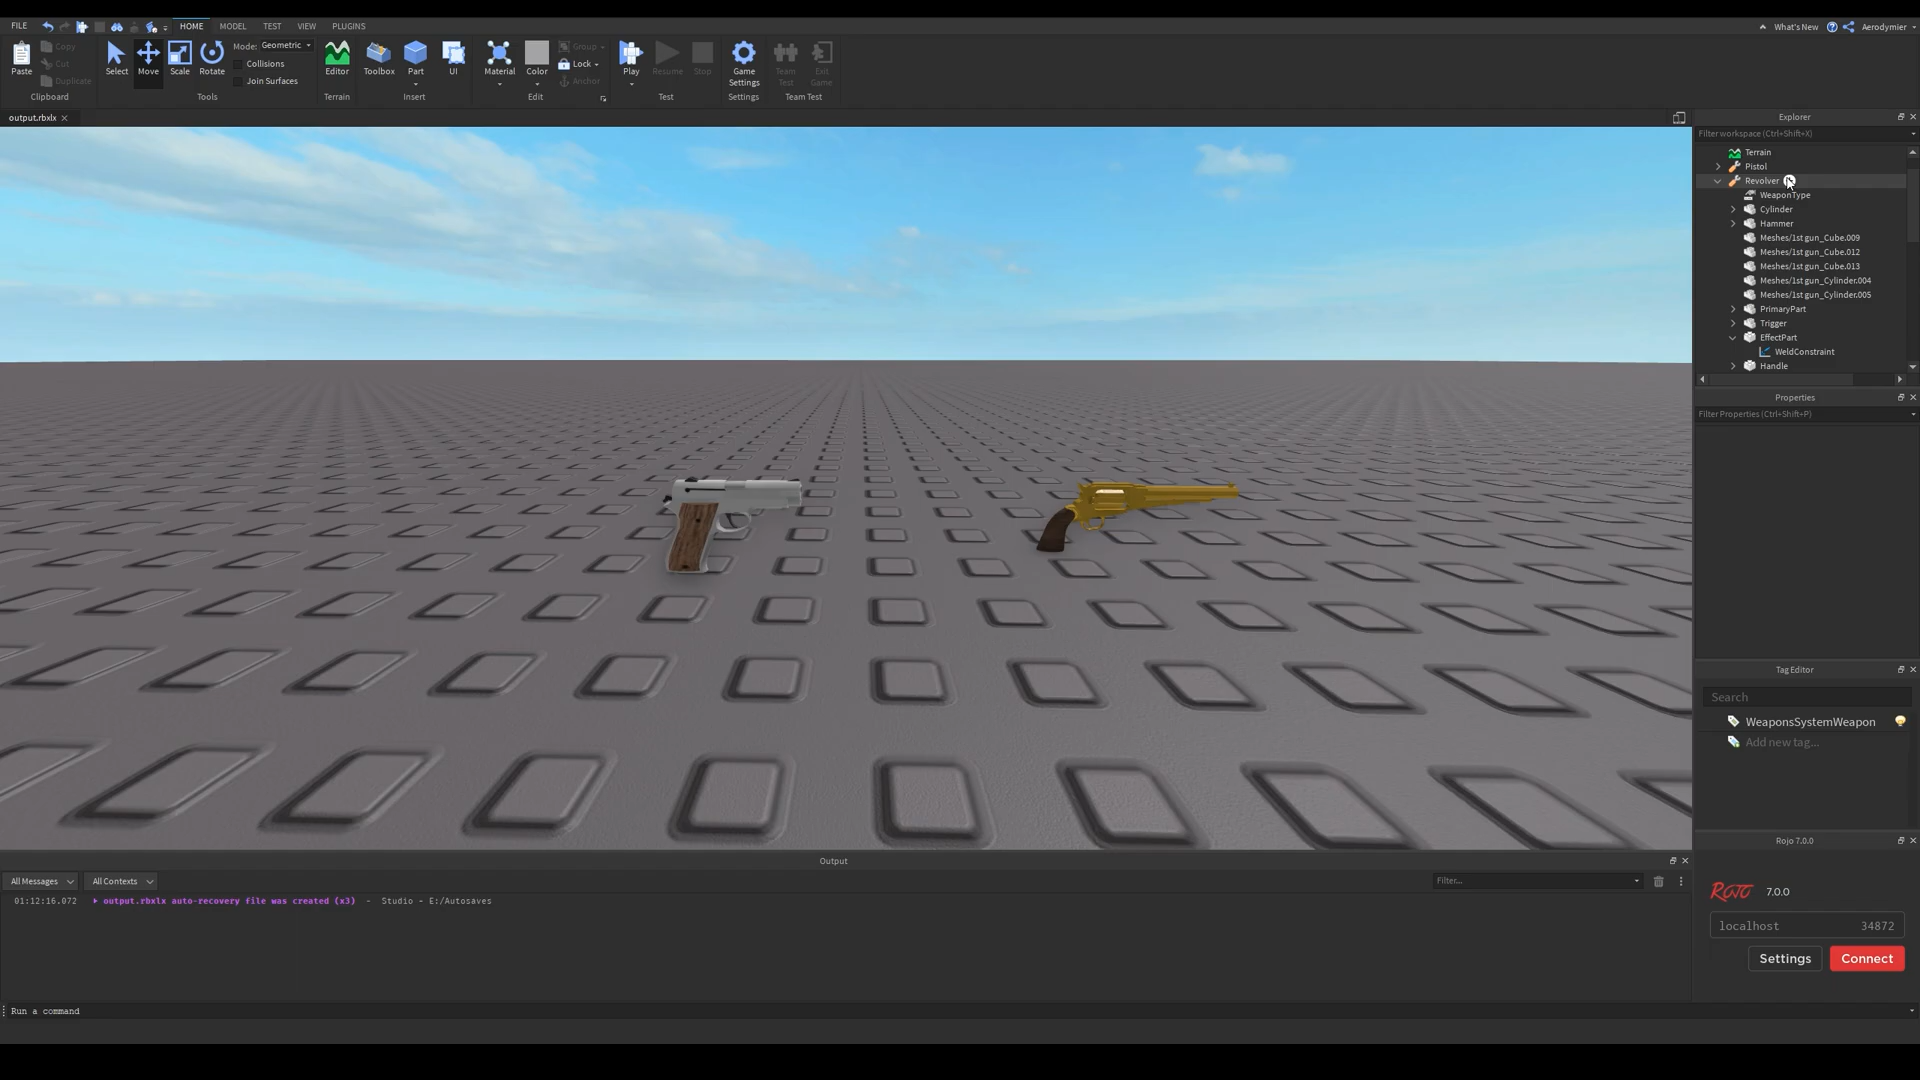 FILE HOME MODEL TEST VIEW PLUGINS What's New Aerodymier
Paste Copy Cut Duplicate Clipboard
Select Move Scale Rotate Mode: Geometric Collisions Join Surfaces Tools
Editor Terrain
Toolbox Part UI Insert
Material Color Group Lock Anchor Edit
Play Resume Stop Test
Game Settings Settings
Team Test Exit Game Team Test
output.rbxlx
Explorer
Filter workspace (Ctrl+Shift+X)
Terrain
Pistol
Revolver
WeaponType
Cylinder
Hammer
Meshes/1st gun_Cube.009
Meshes/1st gun_Cube.012
Meshes/1st gun_Cube.013
Meshes/1st gun_Cylinder.004
Meshes/1st gun_Cylinder.005
PrimaryPart
Trigger
EffectPart
WeldConstraint
Handle
Properties
Filter Properties (Ctrl+Shift+P)
Tag Editor
Search
WeaponsSystemWeapon
Add new tag...
Rojo 7.0.0
ROJO 7.0.0
localhost 34872
Settings Connect
Output
All Messages All Contexts Filter...
01:12:16.072 output.rbxlx auto-recovery file was created (x3) - Studio - E:/Autosaves
Run a command